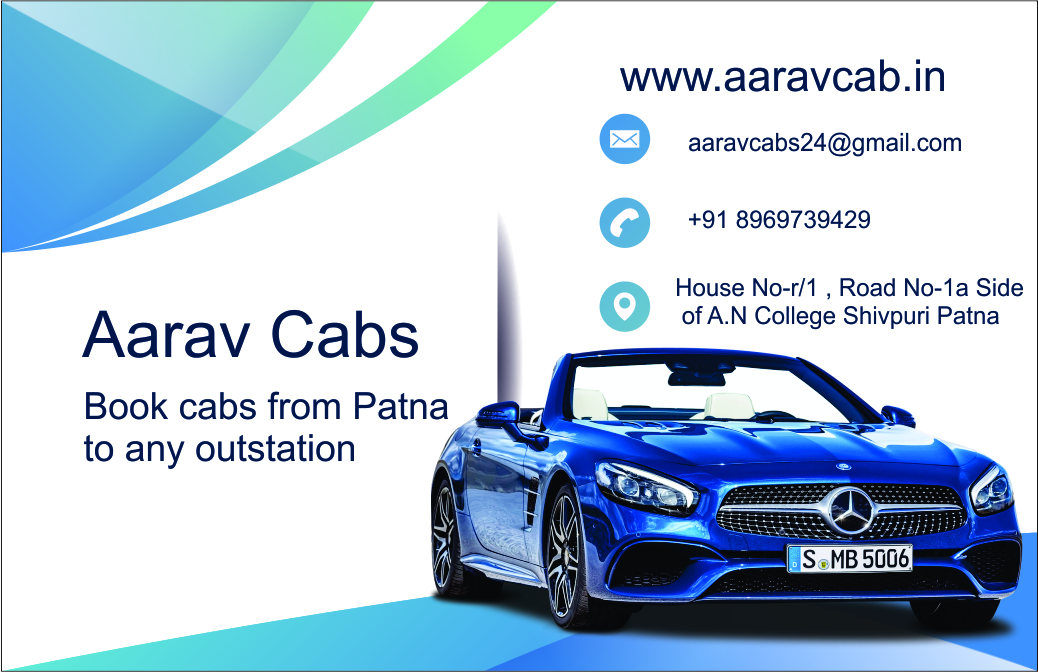 www.aaravcab.in
aaravcabs24@gmail.com
+91 8969739429
House No-r/1 , Road No-1a Side
of A.N College Shivpuri Patna
Aarav Cabs
Book cabs from Patna
to any outstation
S MB 5006